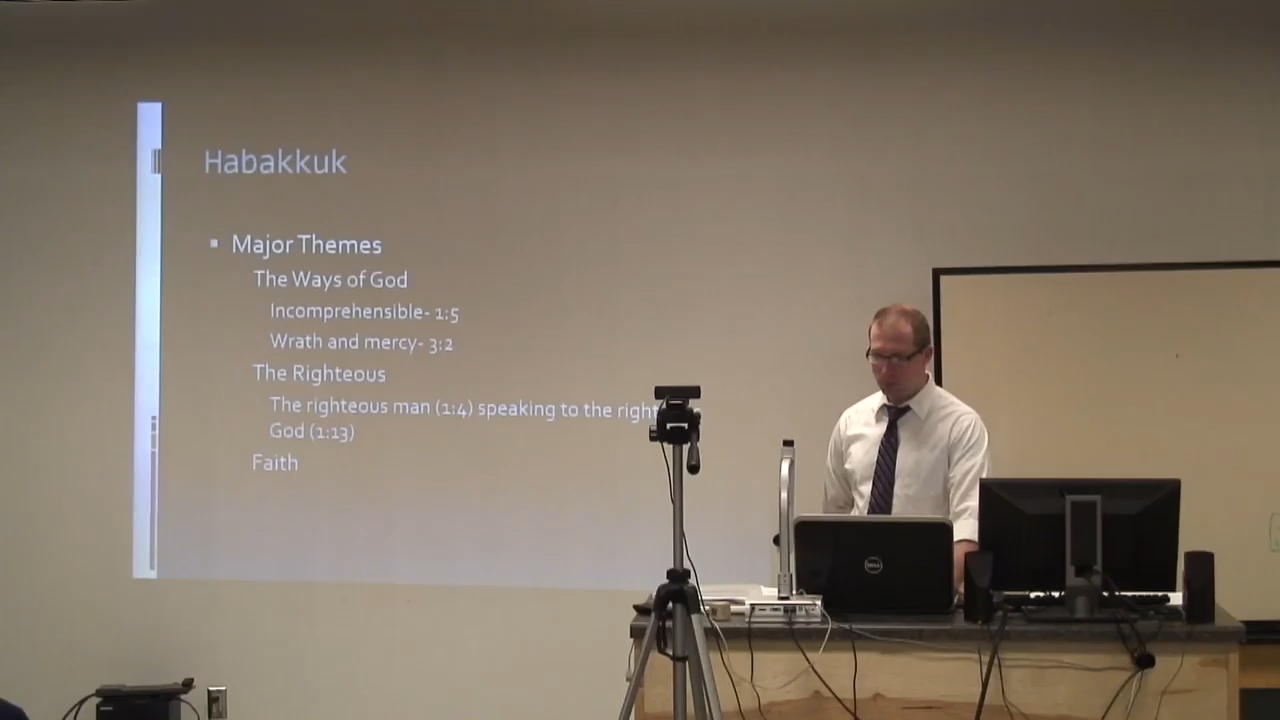 Habakkuk
Major Themes
The Ways of God
Incomprehensible- 1:5
Wrath and mercy- 3:2
The Righteous
The righteous man (1:4) speaking to the
God (1:13)
Faith
DELL